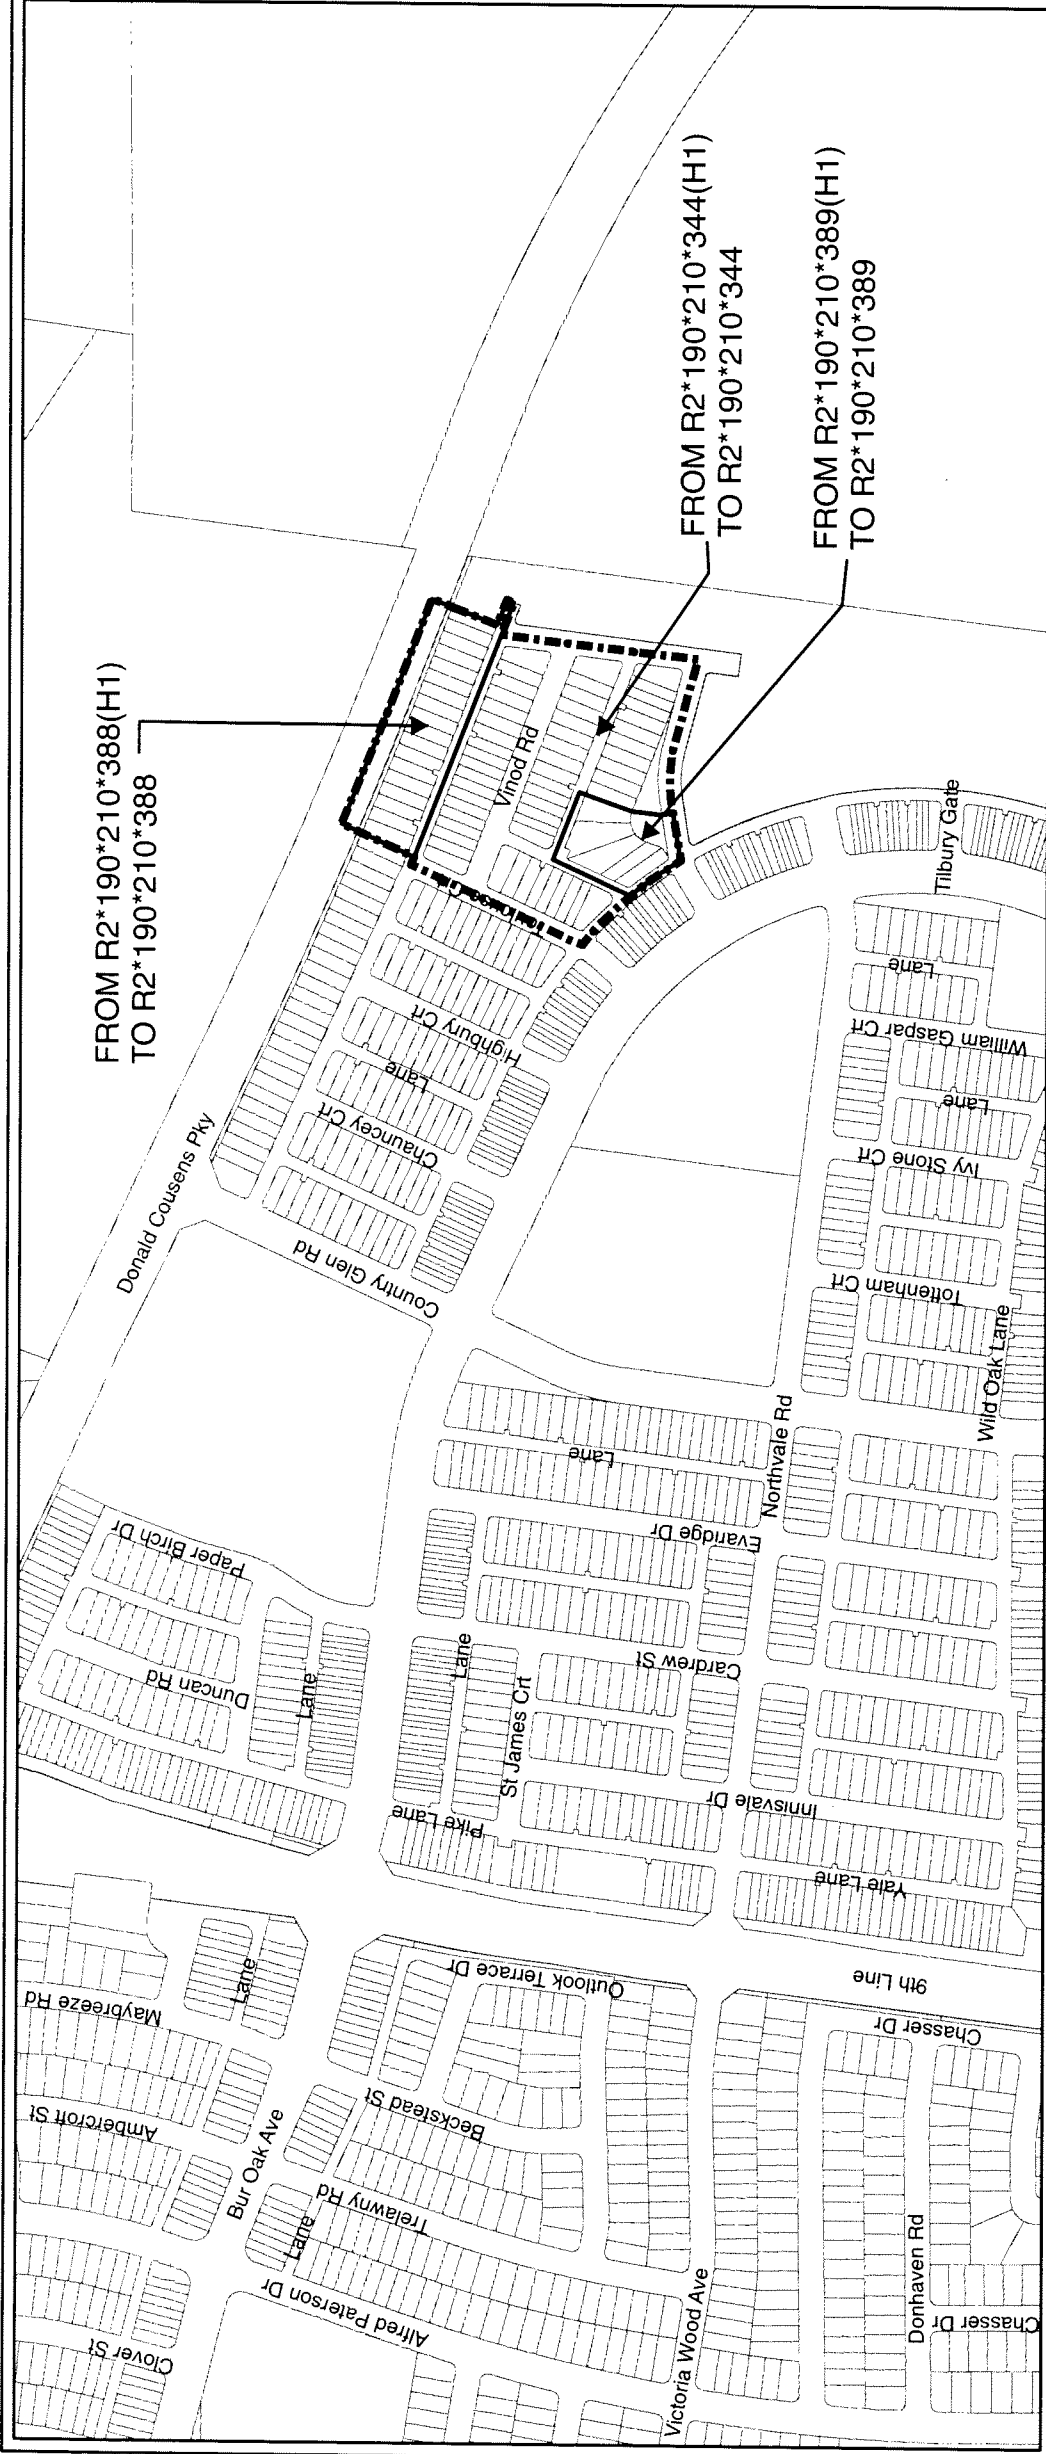 FROM R2*190*210*388(H1)
TO R2*190*210*388
FROM R2*190*210*344(H1)
TO R2*190*210*344
FROM R2*190*210*389(H1)
TO R2*190*210*389
Donald Cousens Pky
Vinod Rd
Highbury Crt
Lane
Chauncey Crt
Country Glen Rd
Tilbury Gate
Lane
William Gaspar Crt
Lane
Ivy Stone Crt
Tottenham Crt
Wild Oak Lane
Northvale Rd
Lane
Evaridge Dr
Cardrew St
Innisvale Dr
Yale Lane
Paper Birch Dr
Duncan Rd
Lane
Lane
St James Crt
Pike Lane
9th Line
Outlook Terrace Dr
Chasser Dr
Maybreeze Rd
Lane
Ambercroft St
Bur Oak Ave
Beckstead St
Trelawny Rd
Lane
Alfred Paterson Dr
Clover St
Victoria Wood Ave
Donhaven Rd
Chasser Dr